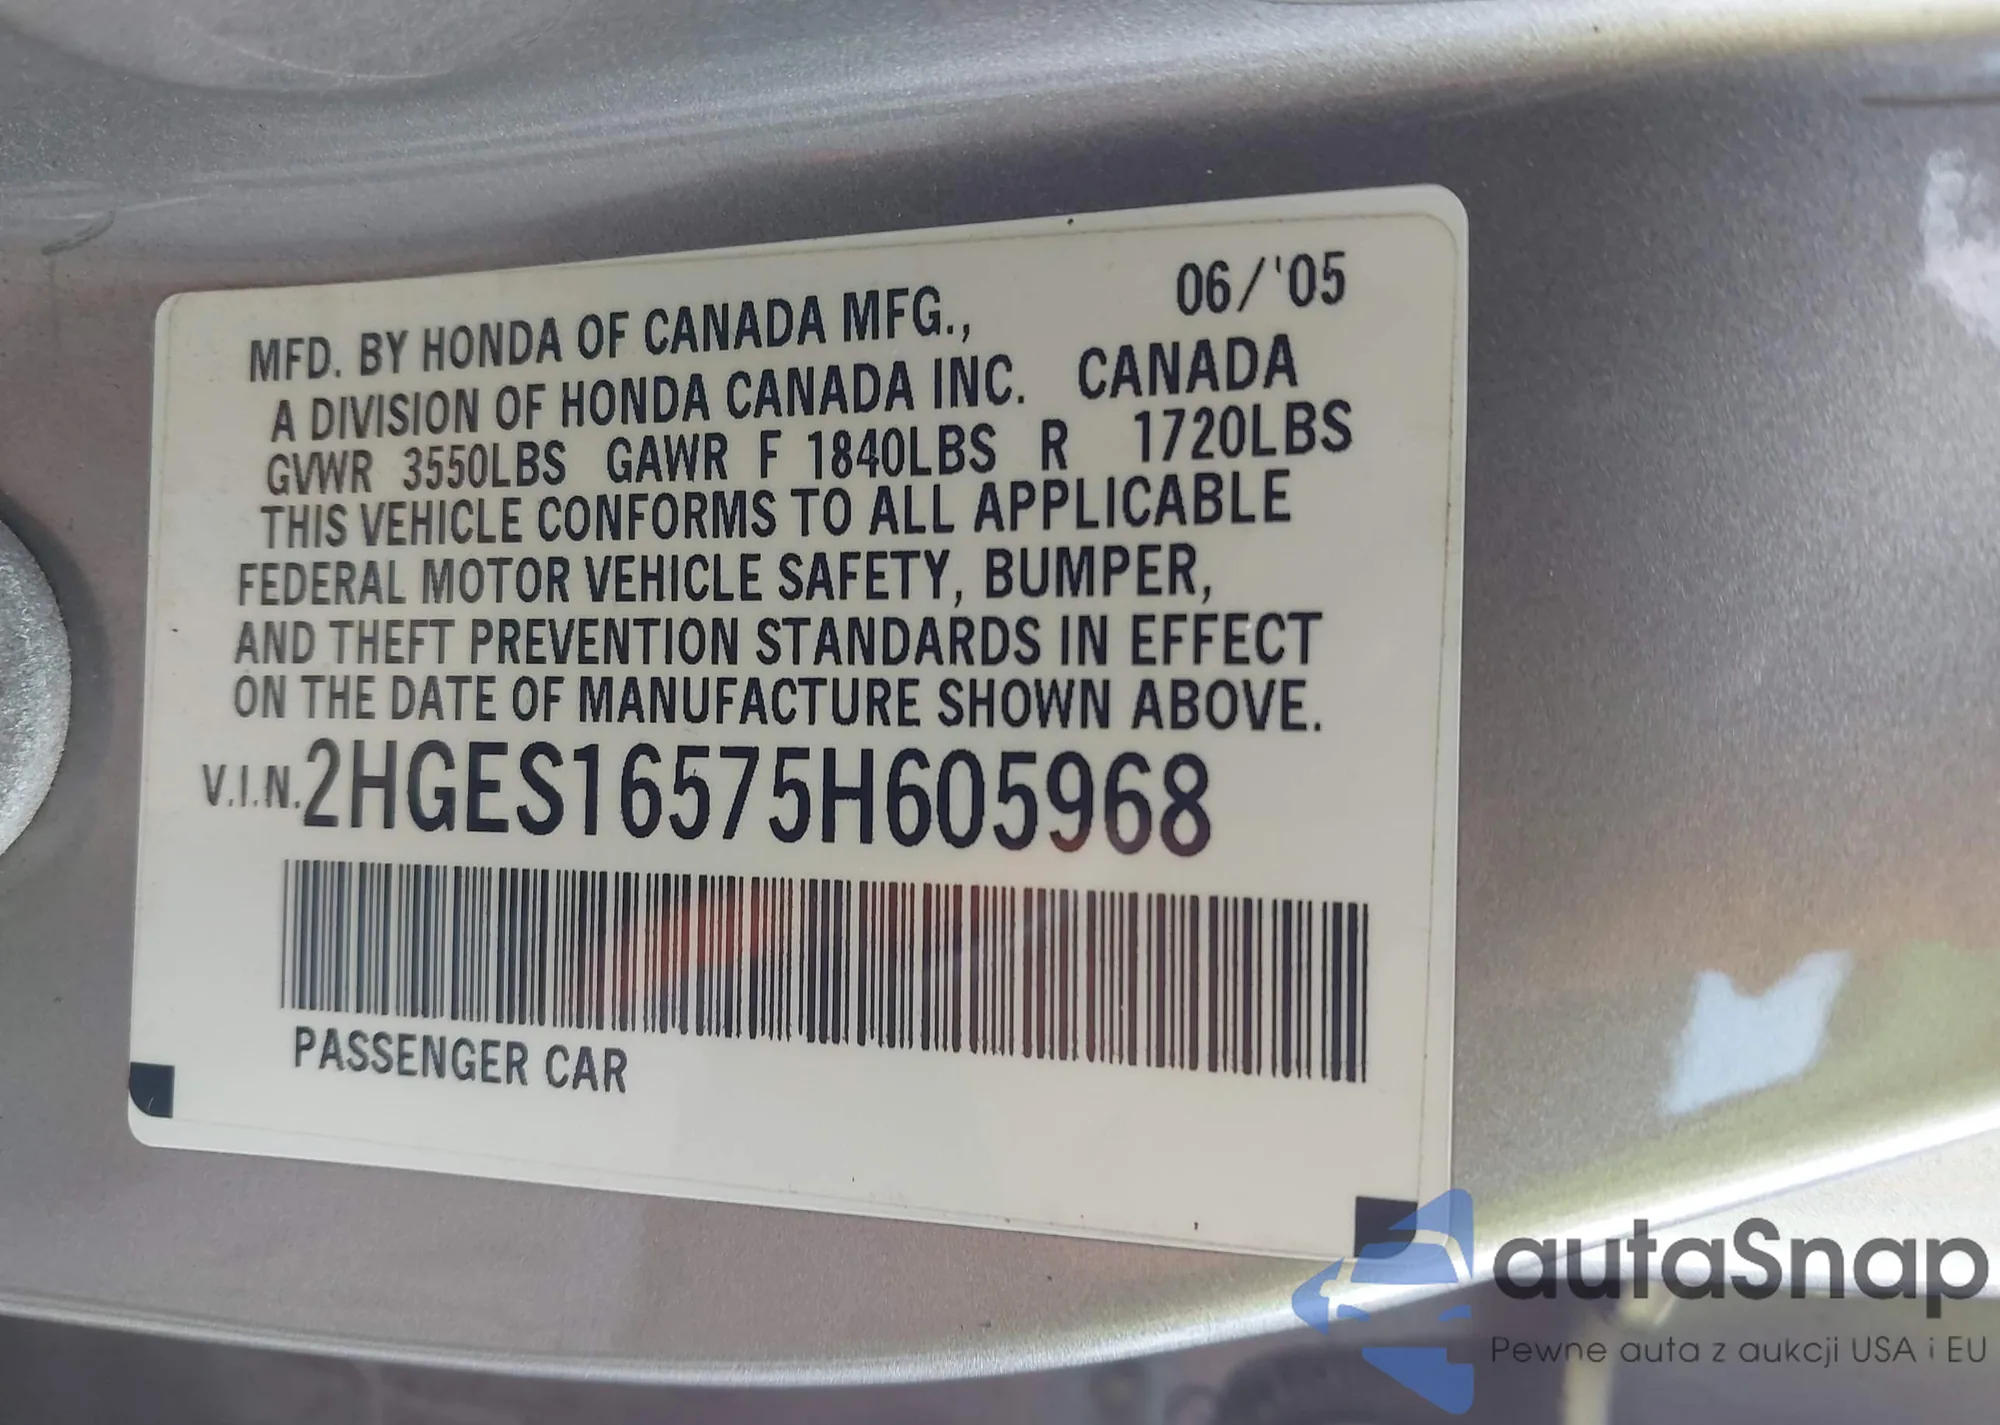 06/'05
MFD. BY HONDA OF CANADA MFG.,
A DIVISION OF HONDA CANADA INC. CANADA
GVWR 3550LBS GAWR F 1840LBS R 1720LBS
THIS VEHICLE CONFORMS TO ALL APPLICABLE
FEDERAL MOTOR VEHICLE SAFETY, BUMPER,
AND THEFT PREVENTION STANDARDS IN EFFECT
ON THE DATE OF MANUFACTURE SHOWN ABOVE.
V.I.N. 2HGES16575H605968
PASSENGER CAR
autaSnap
Pewne auta z aukcji USA i EU